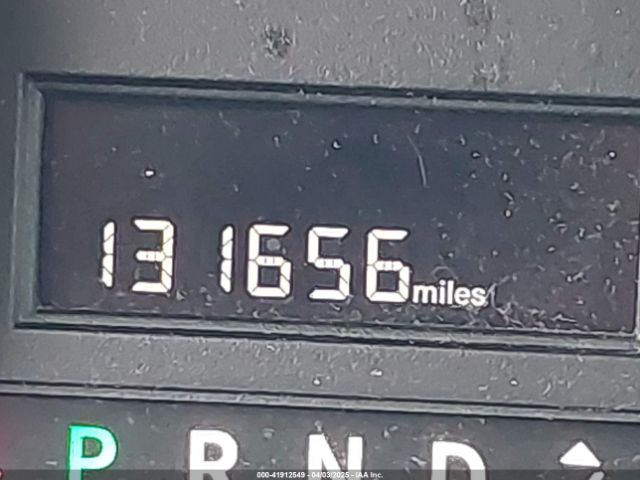 131656 miles
P R N D
000-41912549 - 04/03/2025 - IAA Inc.